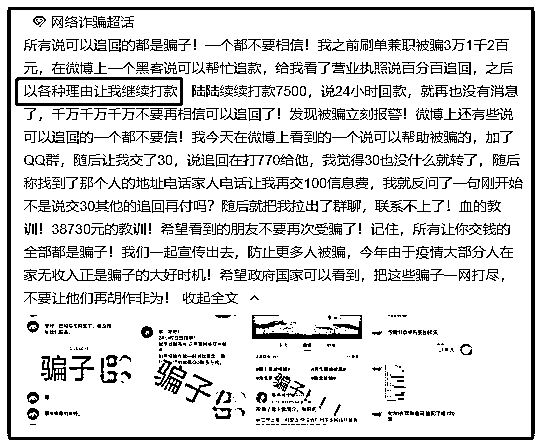 网络诈骗超话
所有说可以追回的都是骗子！一个都不要相信！我之前刷单兼职被骗3万1千2百
元，在微博上一个黑客说可以帮忙追款，给我看了营业执照说百分百追回，之后
以各种理由让我继续打款 陆陆续续打款7500，说24小时回款，就再也没有消息
了，千万千万千万不要再相信可以追回了！发现被骗立刻报警！微博上还有些说
可以追回的一个都不要信！我今天在微博上看到的一个说可以帮助被骗的，加了
QQ群，随后让我交了30，说追回在打770给他，我觉得30也没什么就转了，随后
称找到了那个人的地址电话家人电话让我再交100信息费，我就反问了一句刚开始
不是说交30其他的追回再付吗？随后就把我拉出了群聊，联系不上了！血的教
训！38730元的教训！希望看到的朋友不要再次受骗了！记住，所有让你交钱的
全部都是骗子！我们一起宣传出去，防止更多人被骗，今年由于疫情大部分人在
家无收入正是骗子的大好时机！希望政府国家可以看到，把这些骗子一网打尽，
不要让他们再胡作非为！ 收起全文
骗子
骗子
骗子